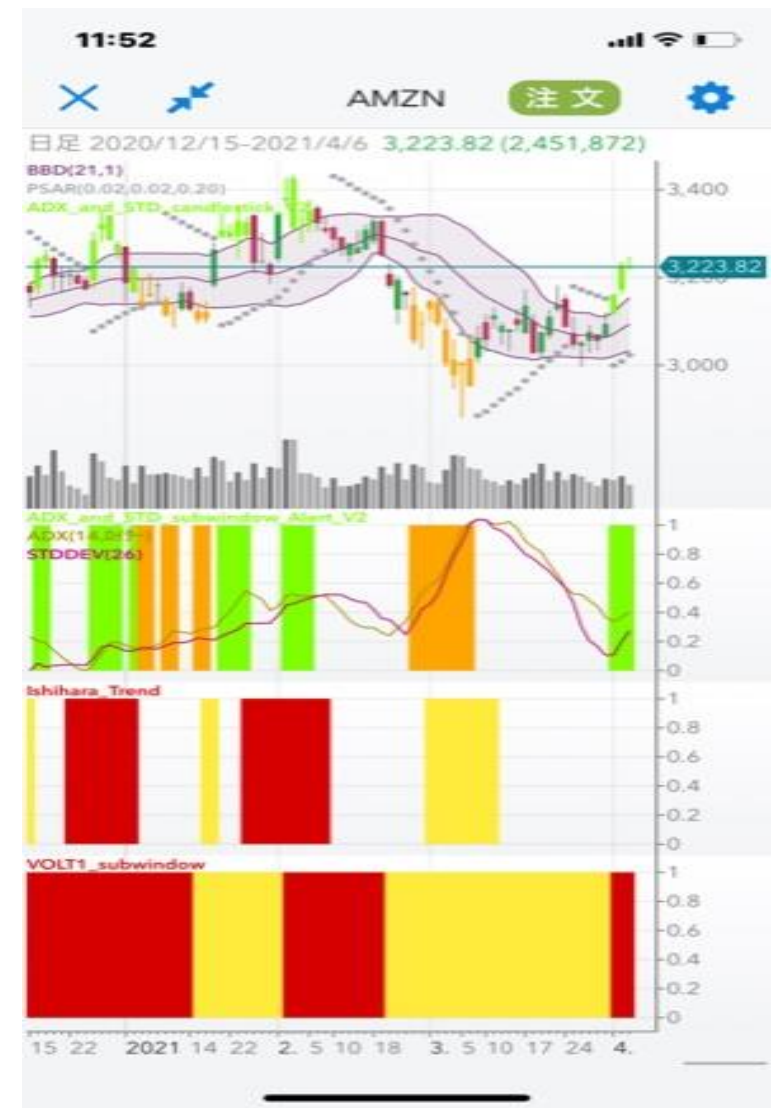 11:52
AMZN 注文
日足 2020/12/15-2021/4/6 3,223.82 (2,451,872)
BBD(21,1)
PSAR(0.02,0.02,0.20)
ADX_and_STD_candlestick
3,400
3,223.82
3,200
3,000
ADX_and_STD_subwindow_Alert_V2
ADX(14,
STDDEV(26)
1
0.8
0.6
0.4
0.2
0
Ishihara_Trend
1
0.8
0.6
0.4
0.2
0
VOLT1_subwindow
1
0.8
0.6
0.4
0.2
0
15 22 2021 14 22 2. 5 10 18 3. 5 10 17 24 4.